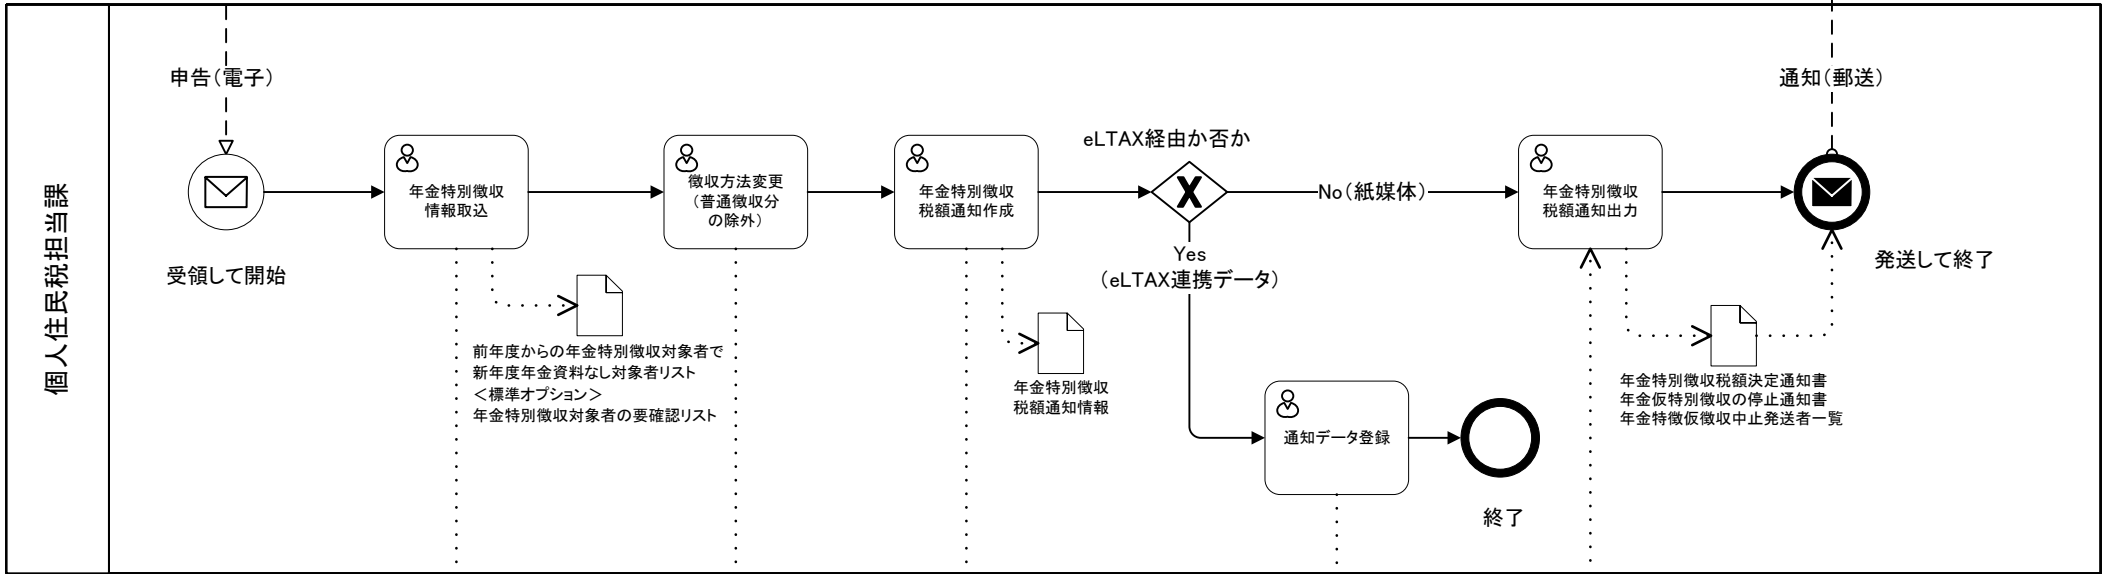 個人住民税担当課
申告(電子)
受領して開始
年金特別徴収
情報取込
前年度からの年金特別徴収対象者で
新年度年金資料なし対象者リスト
＜標準オプション＞
年金特別徴収対象者の要確認リスト
徴収方法変更
（普通徴収分
の除外）
年金特別徴収
税額通知作成
年金特別徴収
税額通知情報
eLTAX経由か否か
No（紙媒体）
Yes
（eLTAX連携データ）
通知データ登録
終了
年金特別徴収
税額通知出力
年金特別徴収税額決定通知書
年金仮特別徴収の停止通知書
年金特徴仮徴収中止発送者一覧
通知（郵送）
発送して終了